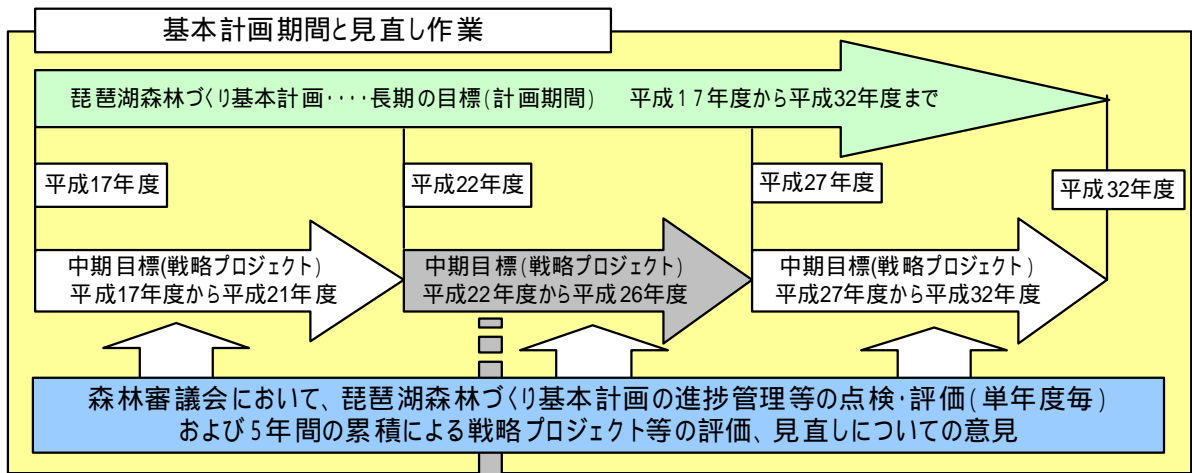 基本計画期間と見直し作業
琵琶湖森林づくり基本計画‥‥長期の目標(計画期間)　平成１７年度から平成32年度まで
平成17年度
平成22年度
平成27年度
平成32年度
中期目標(戦略プロジェクト)
平成17年度から平成21年度
中期目標(戦略プロジェクト)
平成22年度から平成26年度
中期目標(戦略プロジェクト)
平成27年度から平成32年度
森林審議会において、琵琶湖森林づくり基本計画の進捗管理等の点検･評価(単年度毎)
および5年間の累積による戦略プロジェクト等の評価、見直しについての意見